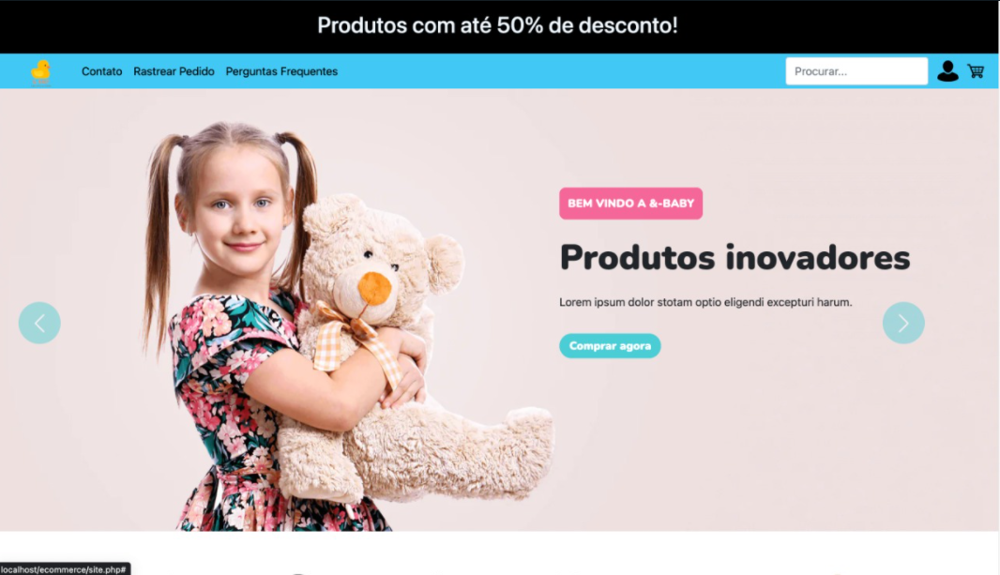 Produtos com até 50% de desconto!
Contato Rastrear Pedido Perguntas Frequentes Procurar...
BEM VINDO A &-BABY
Produtos inovadores
Lorem ipsum dolor stotam optio eligendi excepturi harum.
Comprar agora
localhost/ecommerce/site.php#